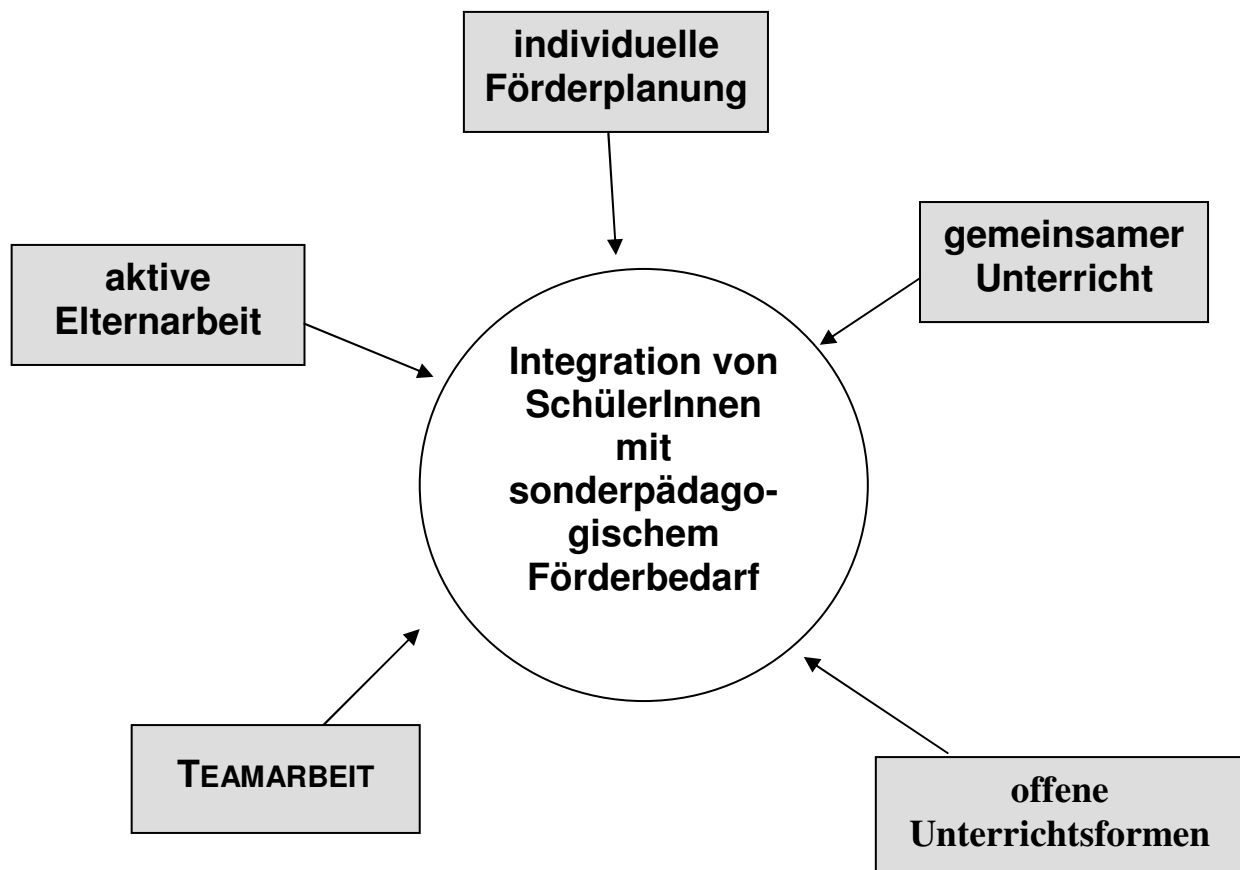 individuelle
Förderplanung
gemeinsamer
Unterricht
aktive
Elternarbeit
Integration von
SchülerInnen
mit
sonderpädago-
gischem
Förderbedarf
TEAMARBEIT
offene
Unterrichtsformen